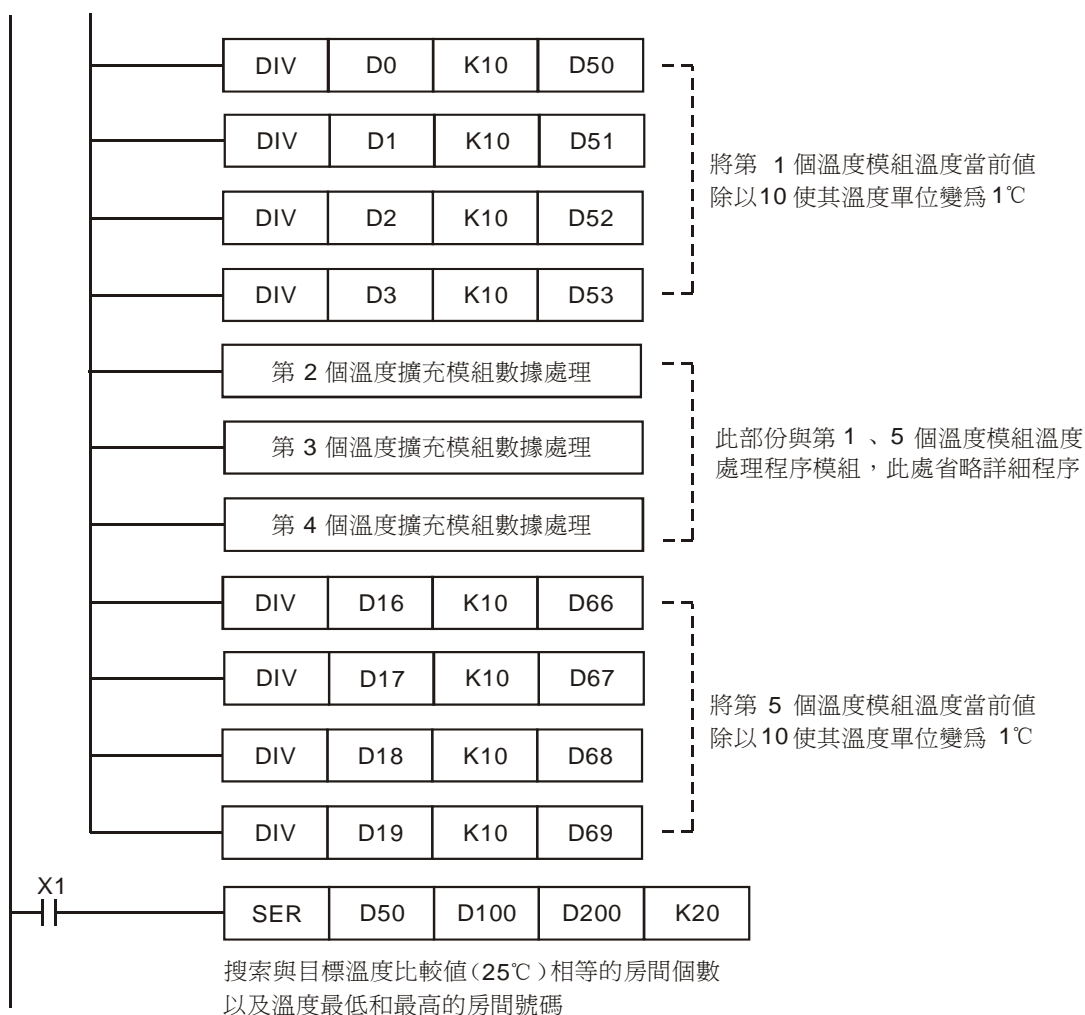 DIV D0 K10 D50
DIV D1 K10 D51
DIV D2 K10 D52
DIV D3 K10 D53
將第 1 個溫度模組溫度當前值
除以10 使其溫度單位變爲 1℃
第 2 個溫度擴充模組數據處理
第 3 個溫度擴充模組數據處理
第 4 個溫度擴充模組數據處理
此部份與第 1 、5 個溫度模組溫度
處理程序模組，此處省略詳細程序
DIV D16 K10 D66
DIV D17 K10 D67
DIV D18 K10 D68
DIV D19 K10 D69
將第 5 個溫度模組溫度當前值
除以10 使其溫度單位變爲 1℃
X1
SER D50 D100 D200 K20
搜索與目標溫度比較值（25℃）相等的房間個數
以及溫度最低和最高的房間號碼